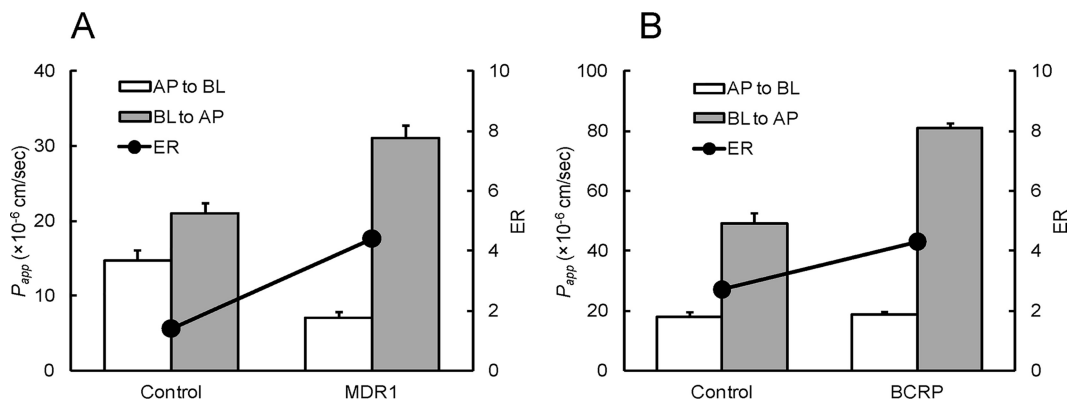 A
40
30
20
10
0
P_app (×10⁻⁶ cm/sec)
AP to BL
BL to AP
ER
10
8
6
4
2
0
ER
Control MDR1
B
100
80
60
40
20
0
P_app (×10⁻⁶ cm/sec)
AP to BL
BL to AP
ER
10
8
6
4
2
0
ER
Control BCRP